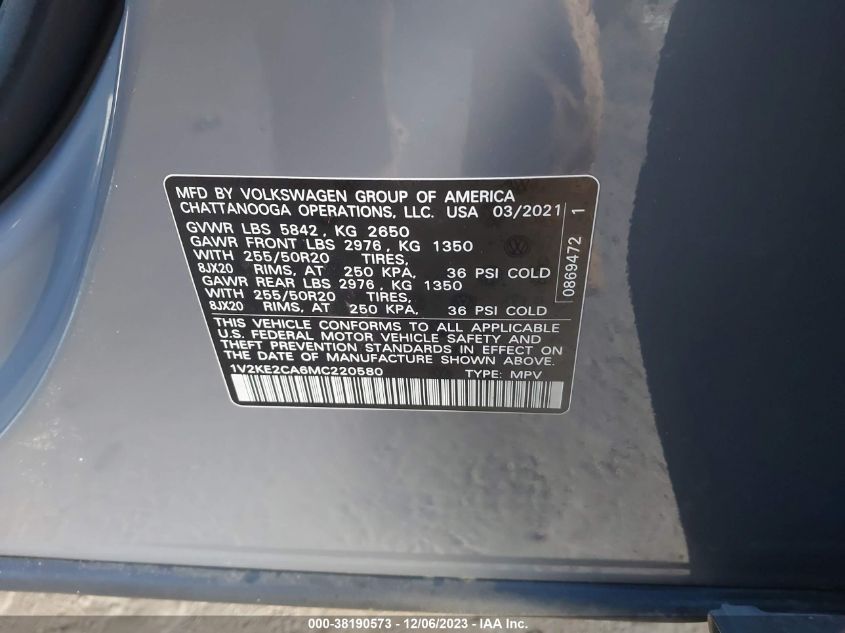 MFD BY VOLKSWAGEN GROUP OF AMERICA
CHATTANOOGA OPERATIONS, LLC. USA 03/2021
GVWR LBS 5842, KG 2650
GAWR FRONT LBS 2976, KG 1350
WITH 255/50R20 TIRES,
8JX20 RIMS, AT 250 KPA, 36 PSI COLD
GAWR REAR LBS 2976, KG 1350
WITH 255/50R20 TIRES,
8JX20 RIMS, AT 250 KPA, 36 PSI COLD
THIS VEHICLE CONFORMS TO ALL APPLICABLE
U.S. FEDERAL MOTOR VEHICLE SAFETY AND
THEFT PREVENTION STANDARDS IN EFFECT ON
THE DATE OF MANUFACTURE SHOWN ABOVE.
1V2KE2CA6MC220580 TYPE: MPV
0869472 1
000-38190573 - 12/06/2023 - IAA Inc.